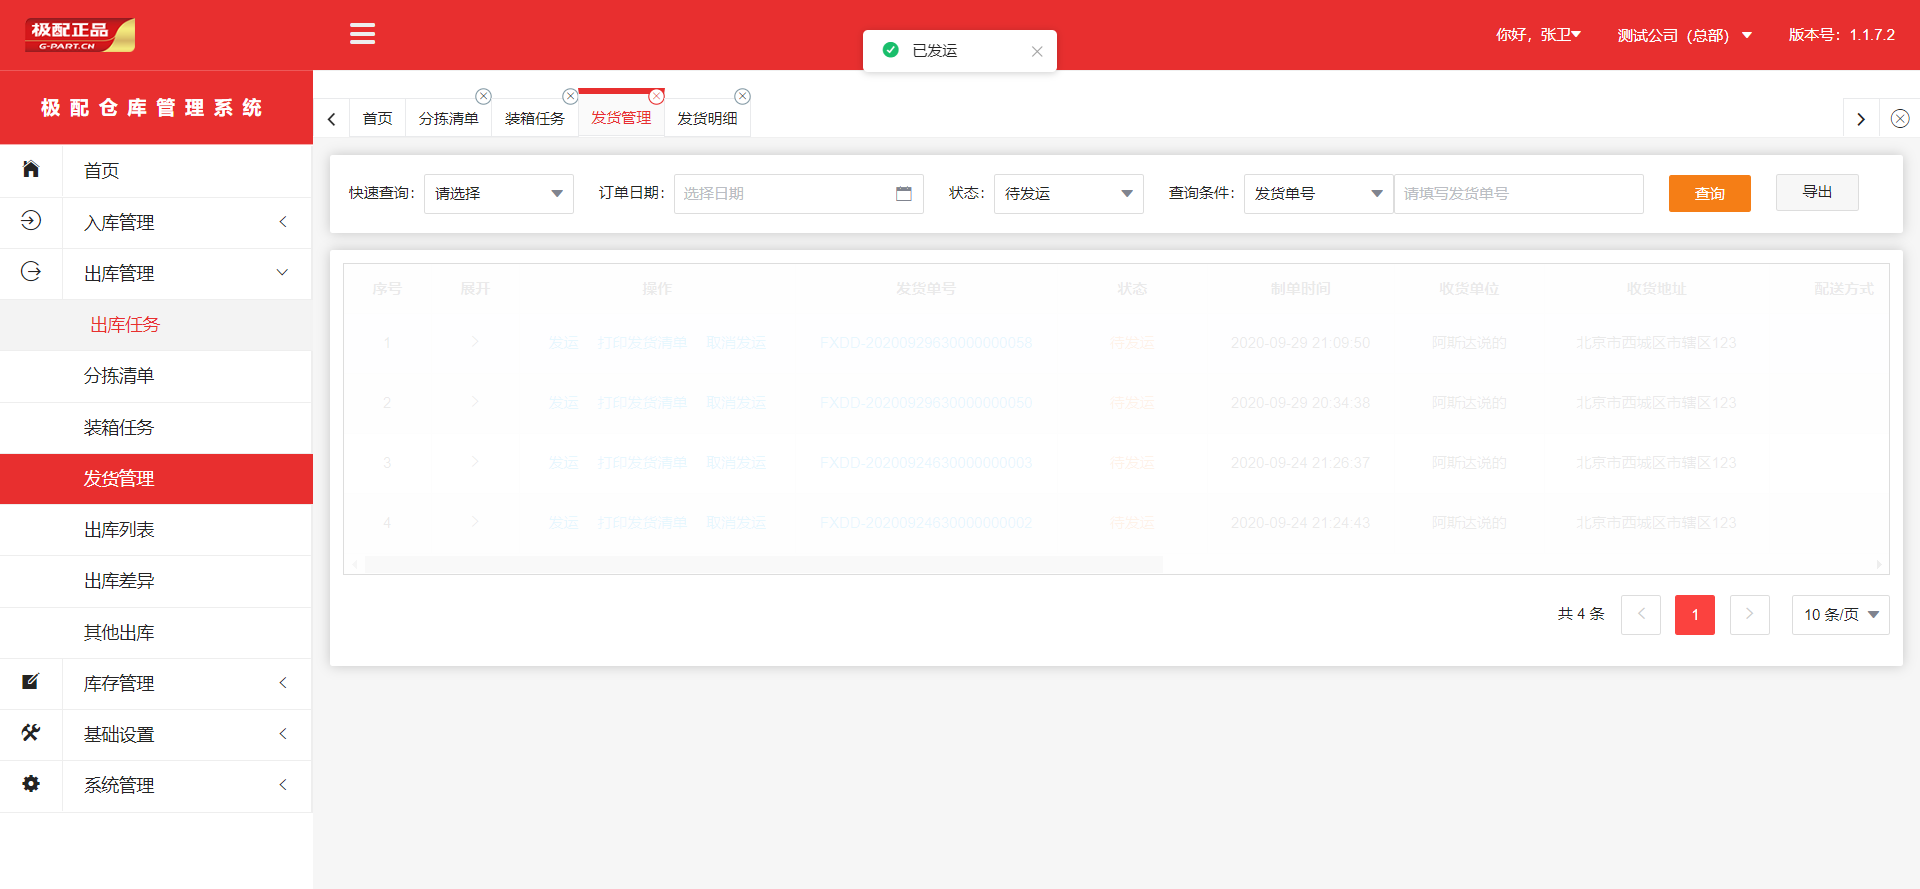 极配正品
G-PART.CN
已发运
你好，张卫
测试公司（总部）
版本号：1.1.7.2
极配仓库管理系统
首页
分拣清单
装箱任务
发货管理
发货明细
首页
入库管理
出库管理
出库任务
分拣清单
装箱任务
发货管理
出库列表
出库差异
其他出库
库存管理
基础设置
系统管理
快速查询：
请选择
订单日期：
选择日期
状态：
待发运
查询条件：
发货单号
请填写发货单号
查询
导出
序号 展开 操作 发货单号 状态 制单时间 收货单位 收货地址 配送方式
1 发运 打印发货清单 取消发运 FXDD-20200929630000000058 待发运 2020-09-29 21:09:50 阿斯达说的 北京市西城区市辖区123
2 发运 打印发货清单 取消发运 FXDD-20200929630000000050 待发运 2020-09-29 20:34:38 阿斯达说的 北京市西城区市辖区123
3 发运 打印发货清单 取消发运 FXDD-20200924630000000003 待发运 2020-09-24 21:26:37 阿斯达说的 北京市西城区市辖区123
4 发运 打印发货清单 取消发运 FXDD-20200924630000000002 待发运 2020-09-24 21:24:43 阿斯达说的 北京市西城区市辖区123
共 4 条
1
10 条/页